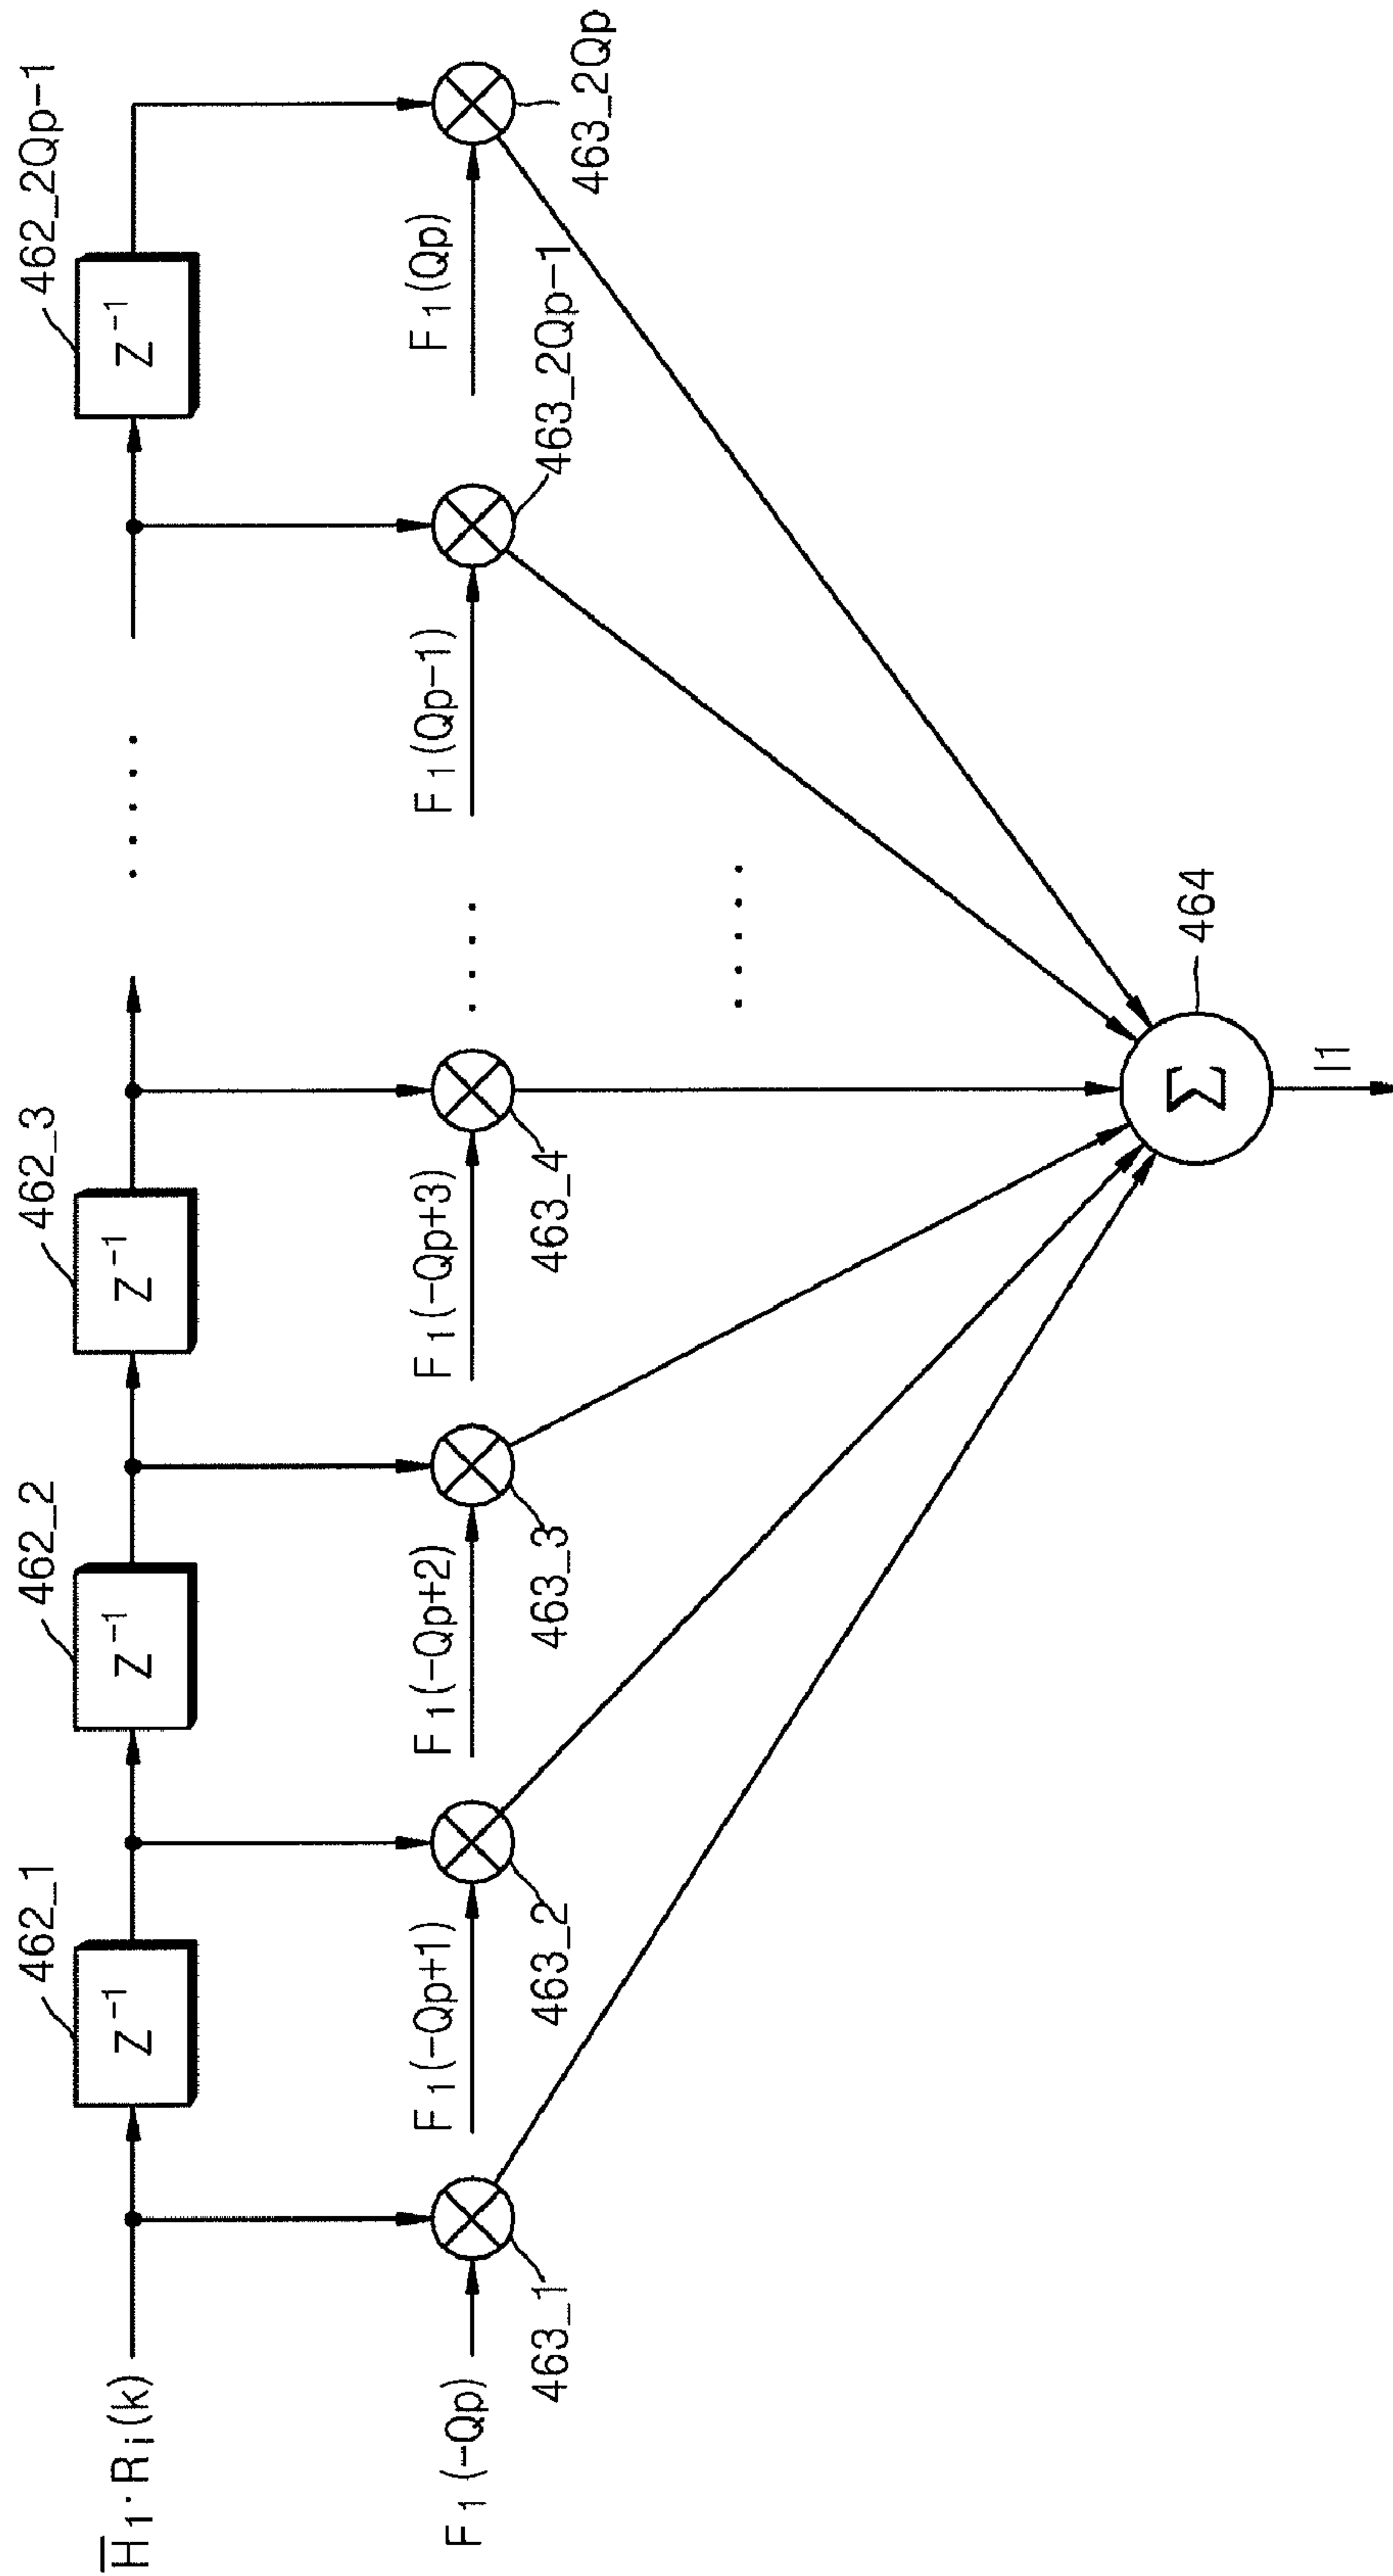 462_1
462_2
462_3
462_2Qp-1
H̅₁·Rᵢ(k)
Z⁻¹
Z⁻¹
Z⁻¹
Z⁻¹
F₁(-Qp)
F₁(-Qp+1)
F₁(-Qp+2)
F₁(-Qp+3)
F₁(Qp-1)
F₁(Qp)
463_1
463_2
463_3
463_4
463_2Qp-1
463_2Qp
Σ
464
I1